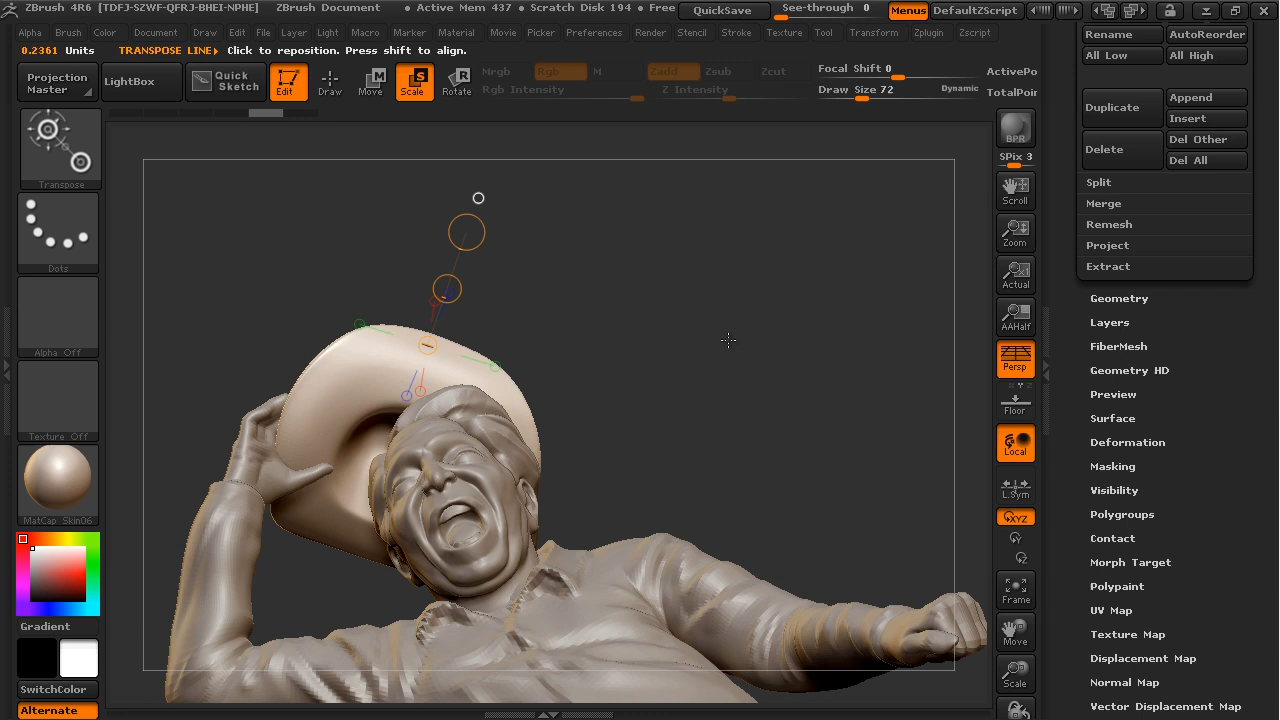 ZBrush 4R6 [TDFJ-SZWF-QFRJ-BHEI-NPHE] ZBrush Document • Active Mem 437 • Scratch Disk 194 • Free QuickSave See-through 0 Menus DefaultZScript
Alpha Brush Color Document Draw Edit File Layer Light Macro Marker Material Movie Picker Preferences Render Stencil Stroke Texture Tool Transform Zplugin Zscript
0.2361 Units TRANSPOSE LINE▸ Click to reposition. Press shift to align.
Projection
Master
LightBox
Quick
Sketch
Edit
Draw
Move
Scale
Rotate
Mrgb Rgb M
Rgb Intensity
Zadd Zsub Zcut
Z Intensity
Focal Shift 0
Draw Size 72 Dynamic
ActivePo
TotalPoin
Transpose
Dots
Alpha Off
Texture Off
MatCap Skin06
Gradient
SwitchColor
Alternate
BPR
SPix 3
Scroll
Zoom
Actual
AAHalf
Persp
Floor
Local
L.Sym
XYZ
Y
Z
Frame
Move
Scale
Rename AutoReorder
All Low All High
Duplicate
Append
Insert
Delete
Del Other
Del All
Split
Merge
Remesh
Project
Extract
Geometry
Layers
FiberMesh
Geometry HD
Preview
Surface
Deformation
Masking
Visibility
Polygroups
Contact
Morph Target
Polypaint
UV Map
Texture Map
Displacement Map
Normal Map
Vector Displacement Map